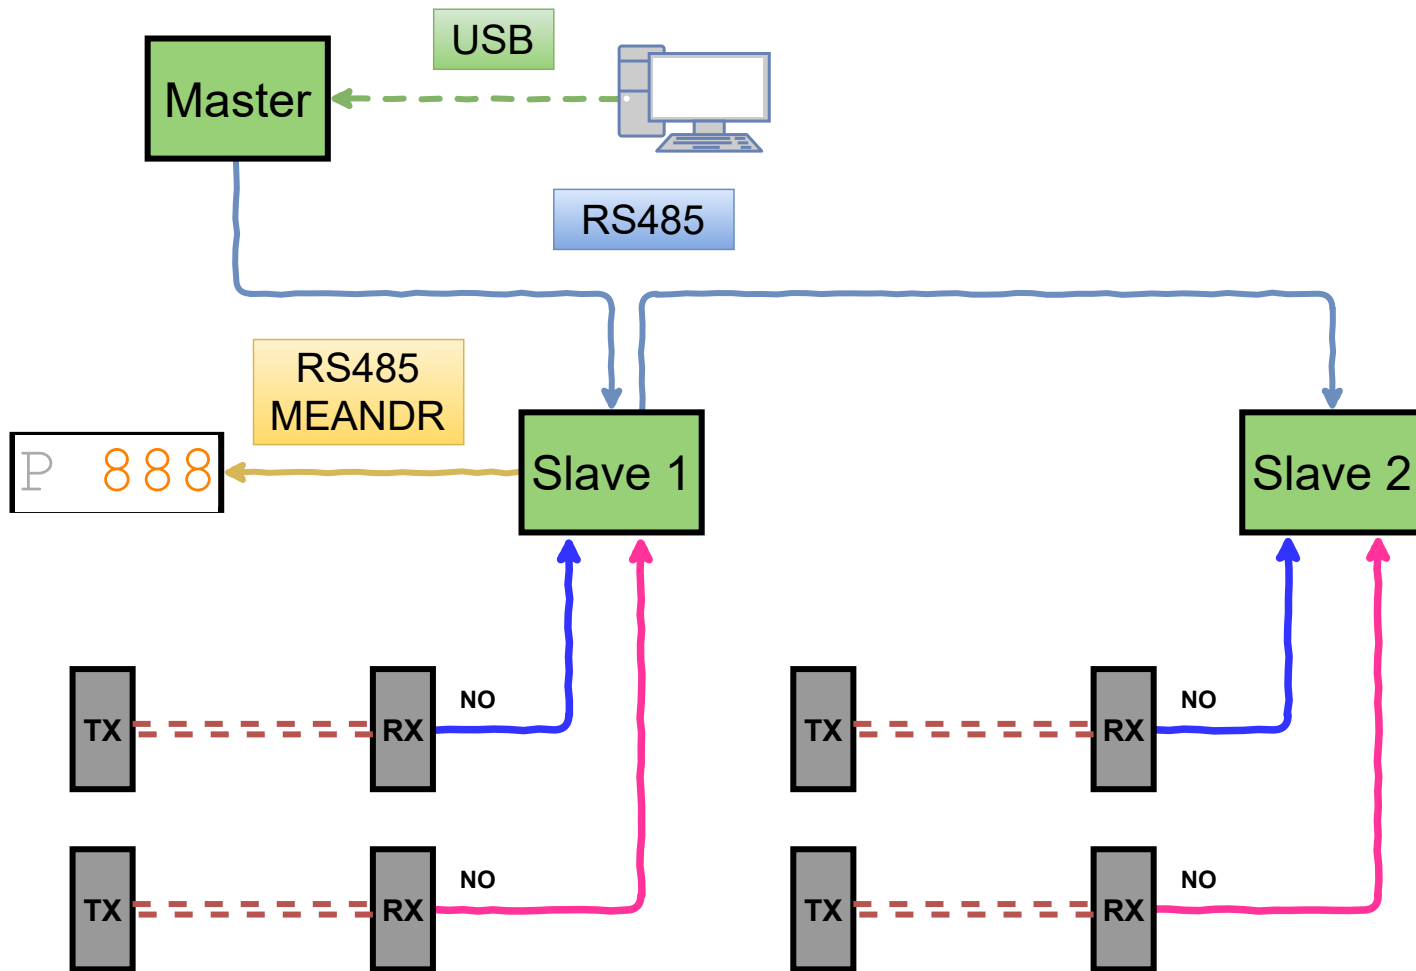 USB
Master
RS485
RS485
MEANDR
P 888
Slave 1
Slave 2
TX
RX
NO
TX
RX
NO
TX
RX
NO
TX
RX
NO